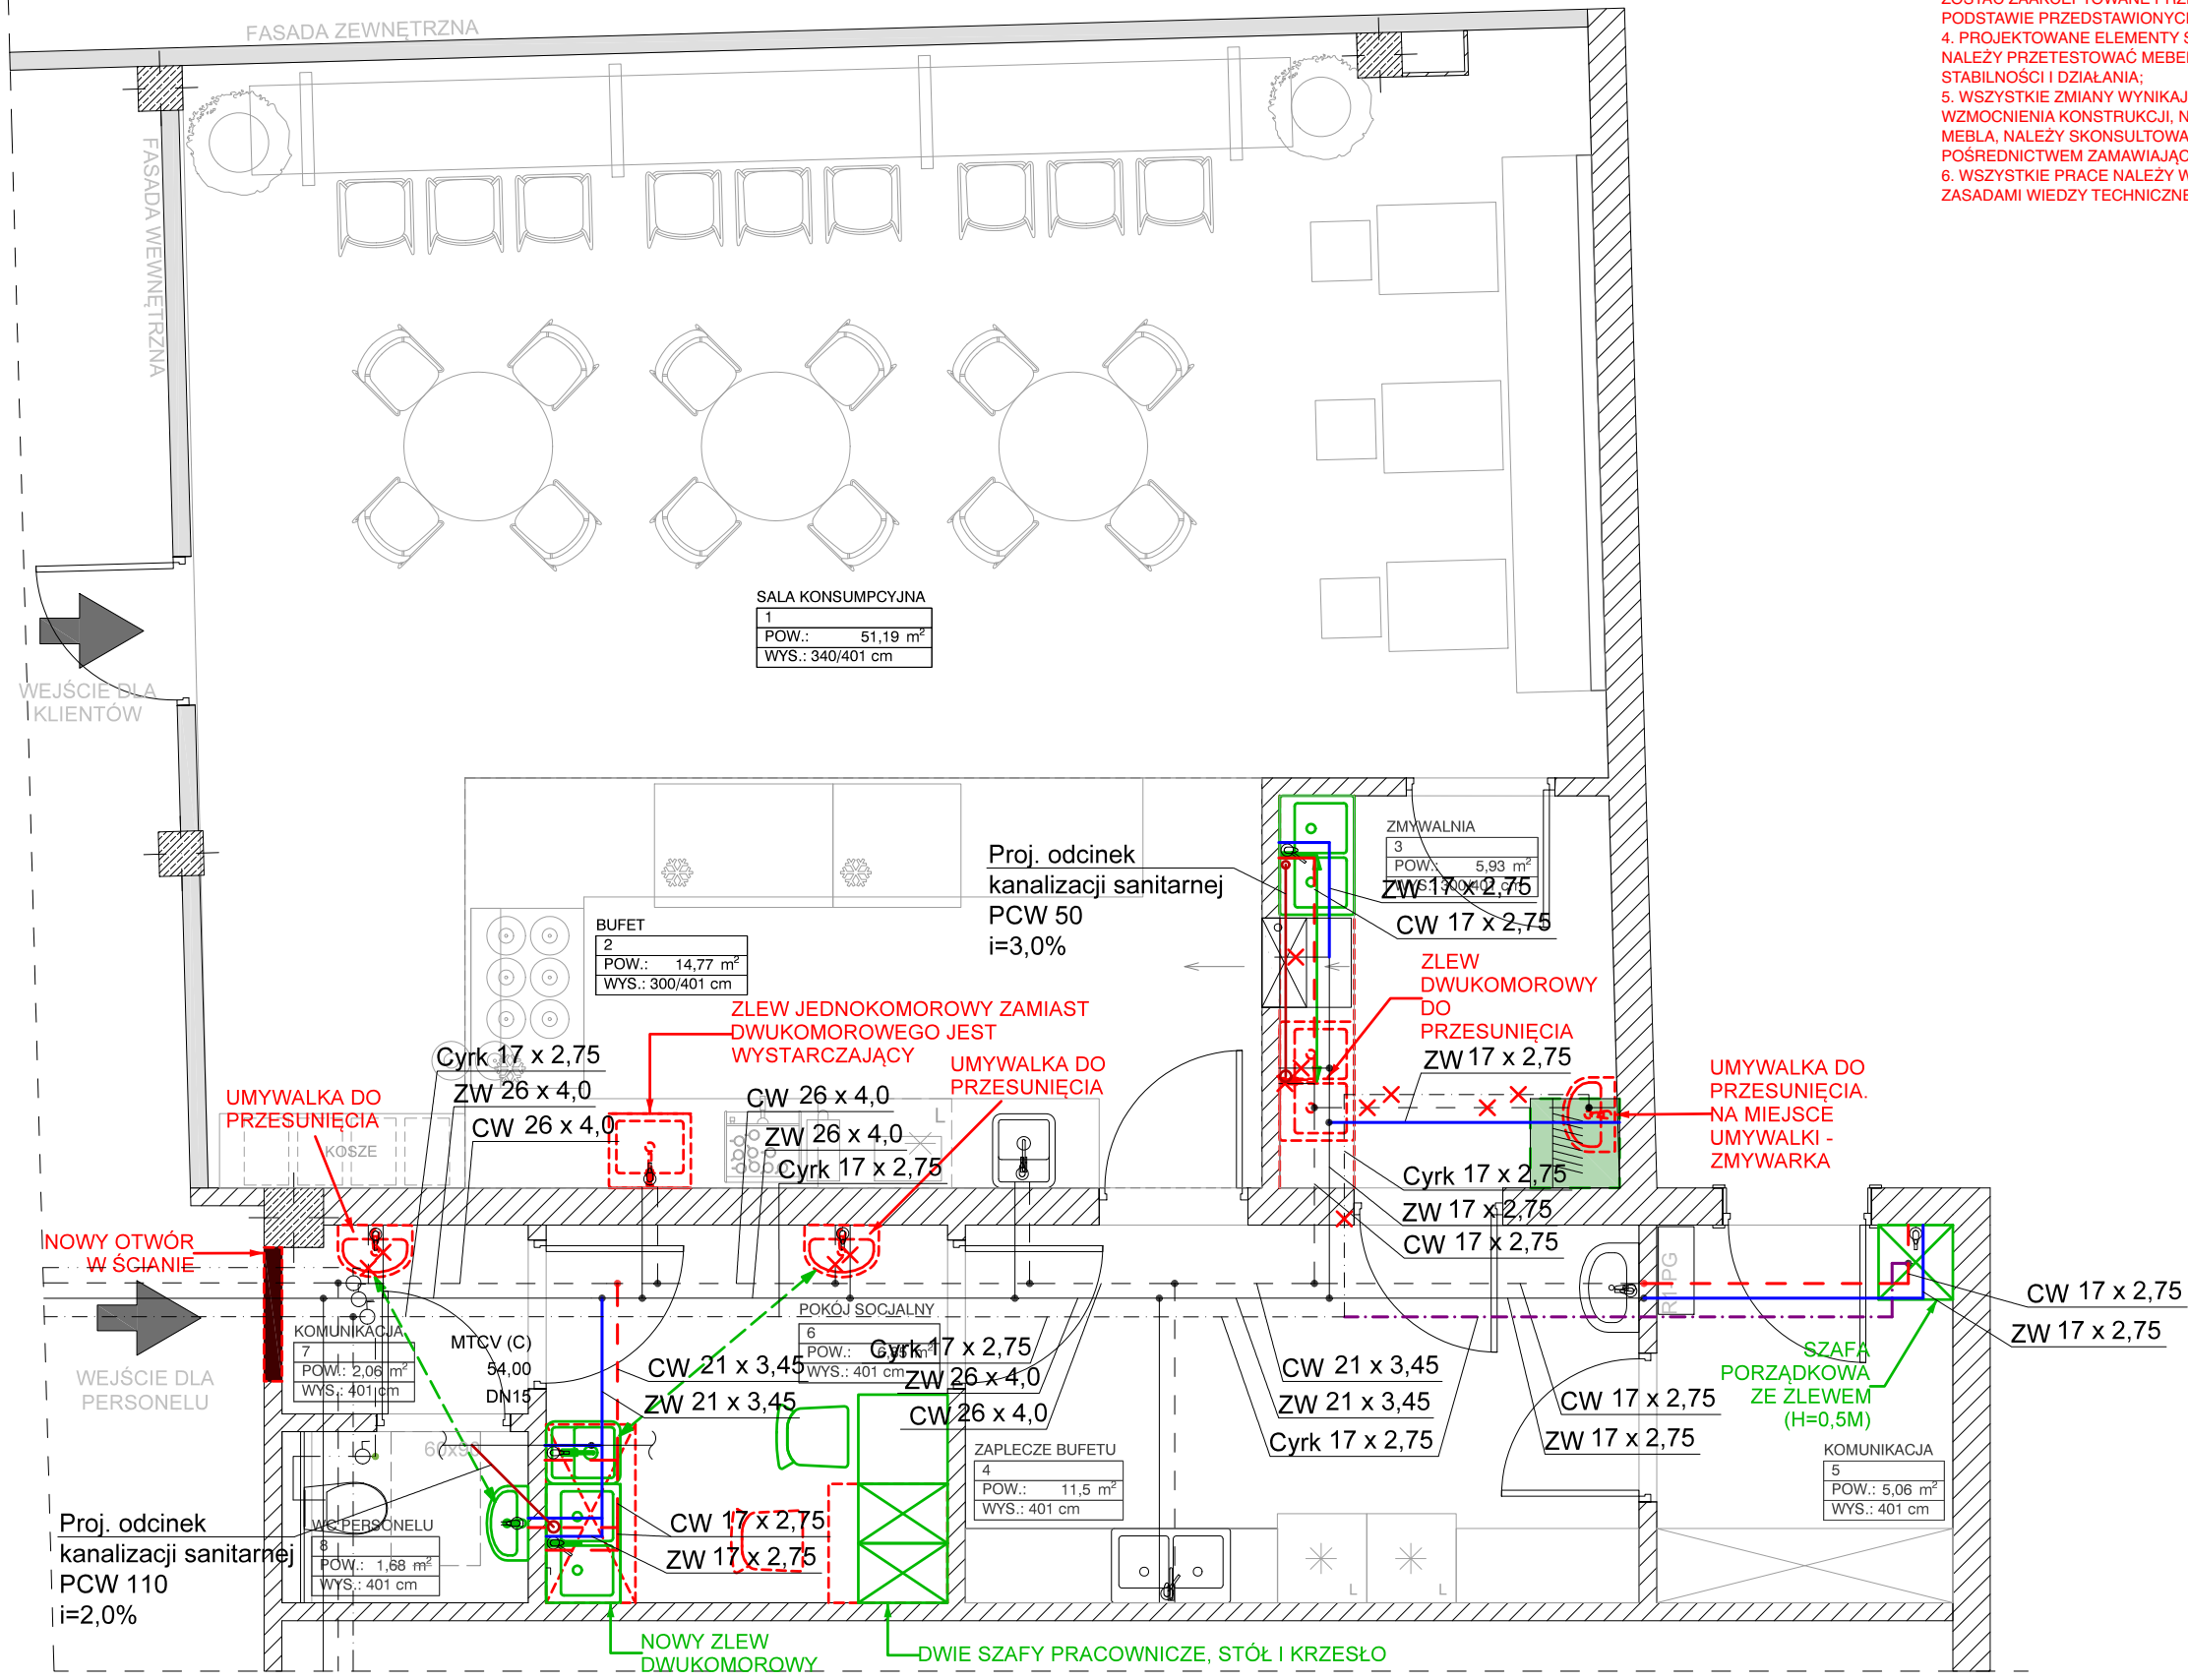 PODSTAWIE PRZEDSTAWIONYCH
4. PROJEKTOWANE ELEMENTY S
NALEŻY PRZETESTOWAĆ MEBEL
STABILNOŚCI I DZIAŁANIA;
5. WSZYSTKIE ZMIANY WYNIKAJ
WZMOCNIENIA KONSTRUKCJI, N
MEBLA, NALEŻY SKONSULTOWA
POŚREDNICTWEM ZAMAWIAJĄC
6. WSZYSTKIE PRACE NALEŻY W
ZASADAMI WIEDZY TECHNICZNE
FASADA ZEWNĘTRZNA
FASADA WEWNĘTRZNA
SALA KONSUMPCYJNA
1
POW.: 51,19 m²
WYS.: 340/401 cm
WEJŚCIE DLA
KLIENTÓW
ZMYWALNIA
3
POW.: 5,93 m²
WYS.: 300/401 cm
ZW 17 x 2,75
CW 17 x 2,75
Proj. odcinek
kanalizacji sanitarnej
PCW 50
i=3,0%
BUFET
2
POW.: 14,77 m²
WYS.: 300/401 cm
ZLEW
DWUKOMOROWY
DO
PRZESUNIĘCIA
ZLEW JEDNOKOMOROWY ZAMIAST
DWUKOMOROWEGO JEST
WYSTARCZAJĄCY
Cyrk 17 x 2,75
ZW 26 x 4,0
CW 26 x 4,0
UMYWALKA DO
PRZESUNIĘCIA
ZW 17 x 2,75
UMYWALKA DO
PRZESUNIĘCIA.
NA MIEJSCE
UMYWALKI -
ZMYWARKA
UMYWALKA DO
PRZESUNIĘCIA
CW 26 x 4,0
ZW 26 x 4,0
Cyrk 17 x 2,75
L
KOSZE
Cyrk 17 x 2,75
ZW 17 x 2,75
CW 17 x 2,75
NOWY OTWÓR
W ŚCIANIE
WEJŚCIE DLA
PERSONELU
KOMUNIKACJA
7
POW.: 2,06 m²
WYS.: 401 cm
MTCV (C)
54,00
DN15
POKÓJ SOCJALNY
6
POW.: m²
WYS.: 401 cm
CW 21 x 3,45
ZW 21 x 3,45
Cyrk 17 x 2,75
ZW 26 x 4,0
CW 26 x 4,0
CW 21 x 3,45
ZW 21 x 3,45
Cyrk 17 x 2,75
CW 17 x 2,75
ZW 17 x 2,75
CW 17 x 2,75
ZW 17 x 2,75
SZAFA
PORZĄDKOWA
ZE ZLEWEM
(H=0,5M)
60x90
ZAPLECZE BUFETU
4
POW.: 11,5 m²
WYS.: 401 cm
KOMUNIKACJA
5
POW.: 5,06 m²
WYS.: 401 cm
Proj. odcinek
kanalizacji sanitarnej
PCW 110
i=2,0%
WC PERSONELU
8
POW.: 1,68 m²
WYS.: 401 cm
CW 17 x 2,75
ZW 17 x 2,75
L
L
NOWY ZLEW
DWUKOMOROWY
DWIE SZAFY PRACOWNICZE, STÓŁ I KRZESŁO